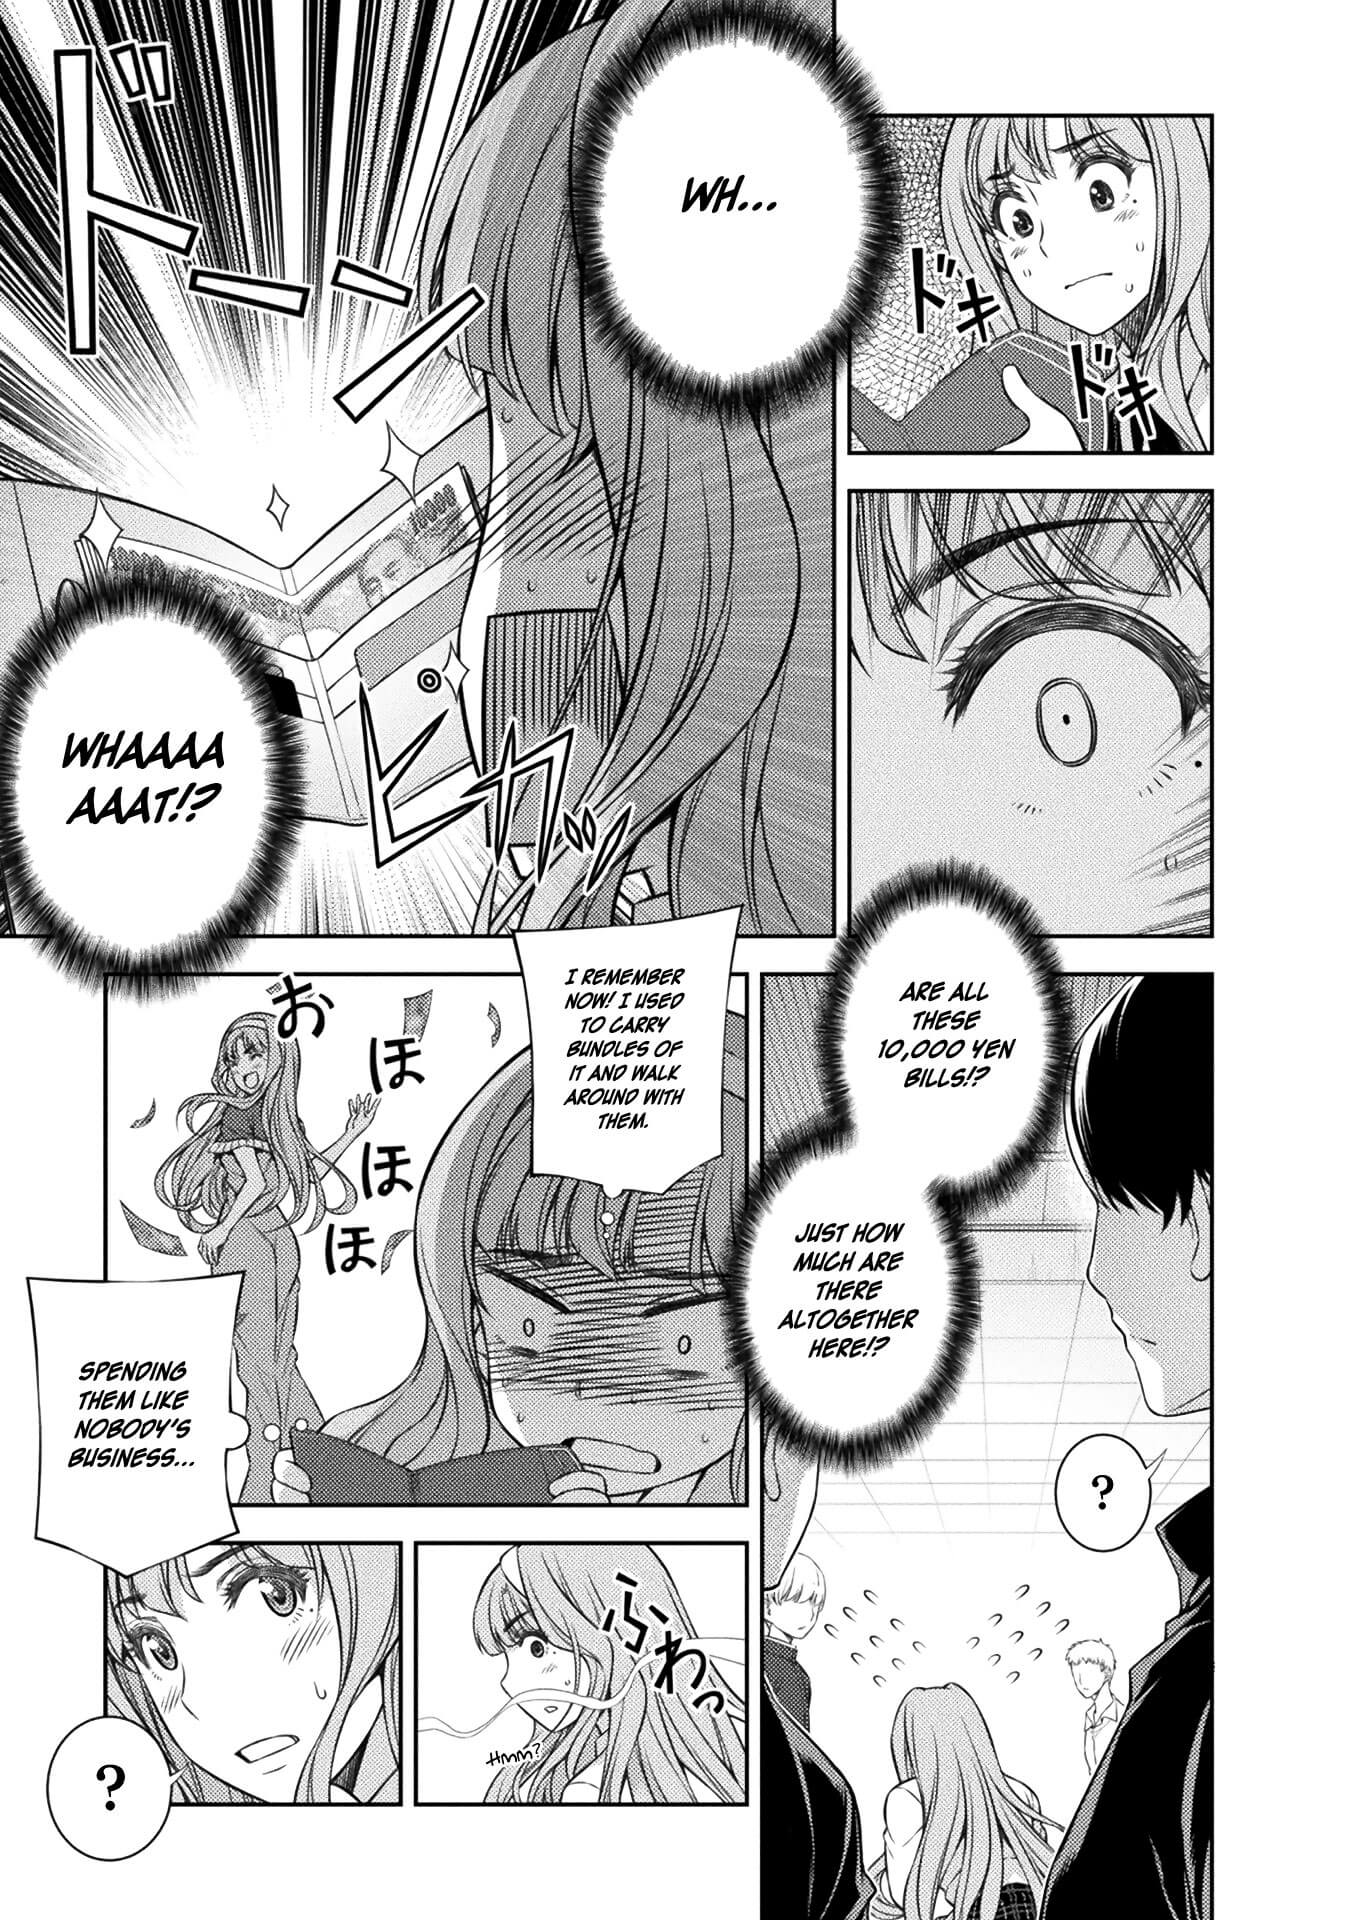 ドキ
ドキ
WH...
ドーーン
10000
WHAAAA
AAAT!?
ピカッ
ARE ALL
THESE
10,000 YEN
BILLS!?
JUST HOW
MUCH ARE
THERE
ALTOGETHER
HERE!?
?
I REMEMBER
NOW! I USED
TO CARRY
BUNDLES OF
IT AND WALK
AROUND WITH
THEM.
おほほほ
SPENDING
THEM LIKE
NOBODY'S
BUSINESS...
ふわっ
HMM?
?